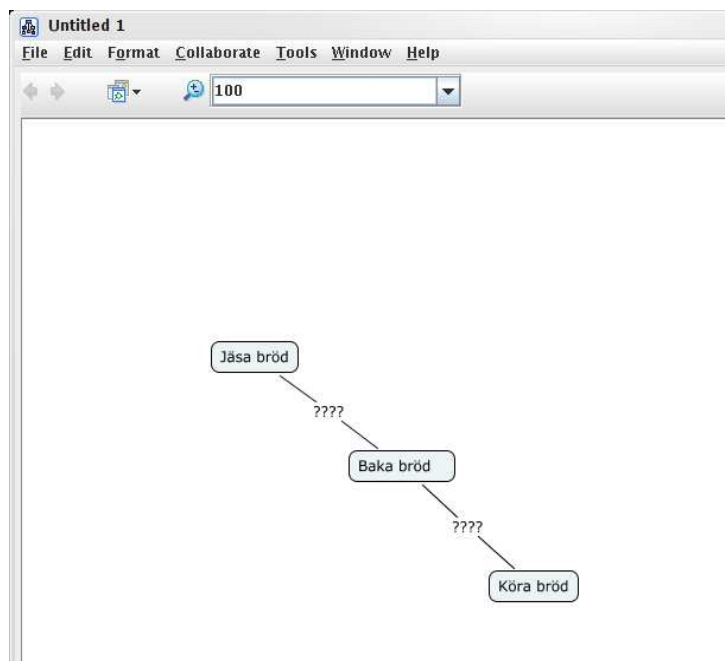 Untitled 1
File Edit Format Collaborate Tools Window Help
100
Jäsa bröd
????
Baka bröd
????
Köra bröd